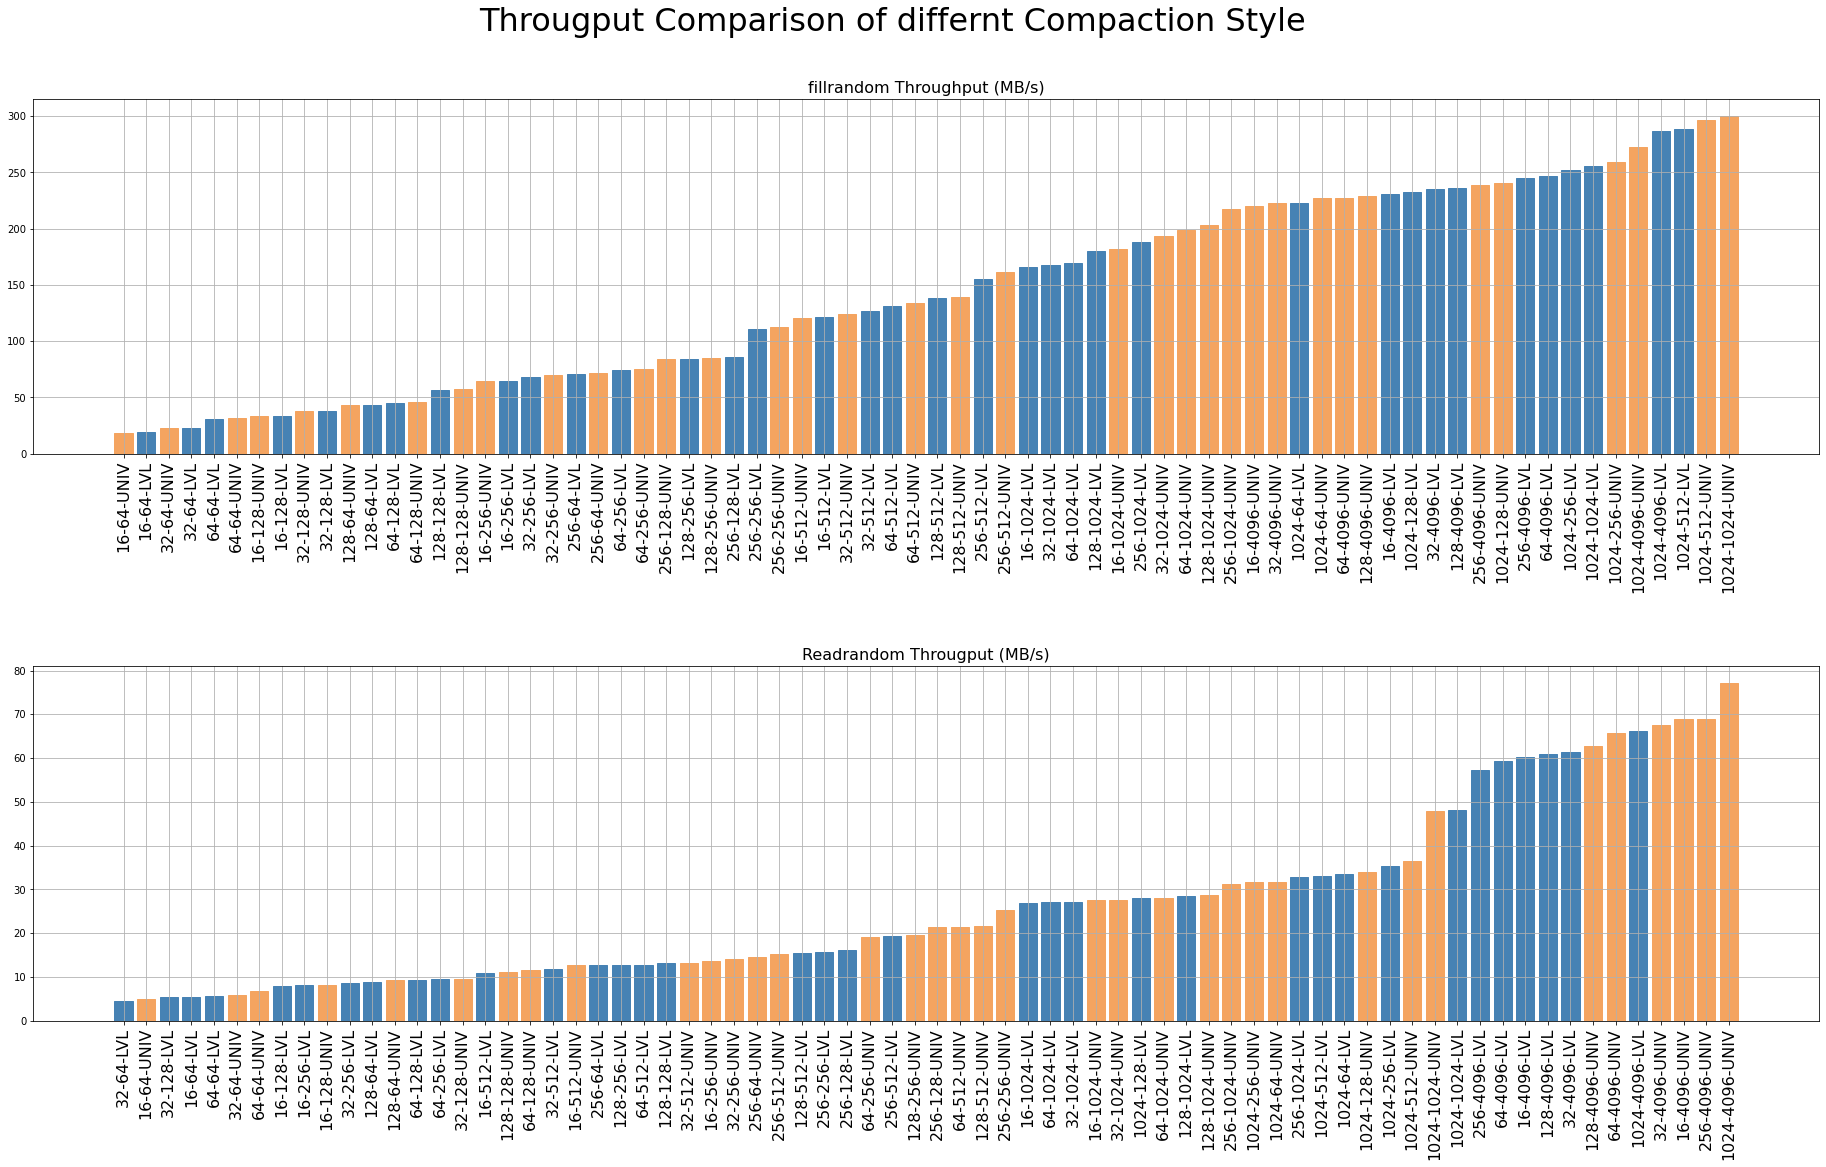 Througput Comparison of differnt Compaction Style
fillrandom Throughput (MB/s)
300
250
200
150
100
50
0
16-64-UNIV
16-64-LVL
32-64-UNIV
32-64-LVL
64-64-LVL
64-64-UNIV
16-128-UNIV
16-128-LVL
32-128-UNIV
32-128-LVL
128-64-UNIV
128-64-LVL
64-128-LVL
64-128-UNIV
128-128-LVL
128-128-UNIV
16-256-UNIV
16-256-LVL
32-256-LVL
32-256-UNIV
256-64-LVL
256-64-UNIV
64-256-LVL
64-256-UNIV
256-128-UNIV
128-256-LVL
128-256-UNIV
256-128-LVL
256-256-LVL
256-256-UNIV
16-512-UNIV
16-512-LVL
32-512-UNIV
32-512-LVL
64-512-LVL
64-512-UNIV
128-512-LVL
128-512-UNIV
256-512-LVL
256-512-UNIV
16-1024-LVL
32-1024-LVL
64-1024-LVL
128-1024-LVL
16-1024-UNIV
256-1024-LVL
32-1024-UNIV
64-1024-UNIV
128-1024-UNIV
256-1024-UNIV
16-4096-UNIV
32-4096-UNIV
1024-64-LVL
1024-64-UNIV
64-4096-UNIV
128-4096-UNIV
16-4096-LVL
1024-128-LVL
32-4096-LVL
128-4096-LVL
256-4096-UNIV
1024-128-UNIV
256-4096-LVL
64-4096-LVL
1024-256-LVL
1024-1024-LVL
1024-256-UNIV
1024-4096-UNIV
1024-4096-LVL
1024-512-LVL
1024-512-UNIV
1024-1024-UNIV
Readrandom Througput (MB/s)
80
70
60
50
40
30
20
10
0
32-64-LVL
16-64-UNIV
32-128-LVL
16-64-LVL
64-64-LVL
32-64-UNIV
64-64-UNIV
16-128-LVL
16-256-LVL
16-128-UNIV
32-256-LVL
128-64-LVL
128-64-UNIV
64-128-LVL
64-256-LVL
32-128-UNIV
16-512-LVL
128-128-UNIV
64-128-UNIV
32-512-LVL
16-512-UNIV
256-64-LVL
128-256-LVL
64-512-LVL
128-128-LVL
32-512-UNIV
16-256-UNIV
32-256-UNIV
256-64-UNIV
256-512-UNIV
128-512-LVL
256-256-LVL
256-128-LVL
64-256-UNIV
256-512-LVL
128-256-UNIV
256-128-UNIV
64-512-UNIV
128-512-UNIV
256-256-UNIV
16-1024-LVL
64-1024-LVL
32-1024-LVL
16-1024-UNIV
32-1024-UNIV
1024-128-LVL
64-1024-UNIV
128-1024-LVL
128-1024-UNIV
256-1024-UNIV
1024-256-UNIV
1024-64-UNIV
256-1024-LVL
1024-512-LVL
1024-64-LVL
1024-128-UNIV
1024-256-LVL
1024-512-UNIV
1024-1024-UNIV
1024-1024-LVL
256-4096-LVL
64-4096-LVL
16-4096-LVL
128-4096-LVL
32-4096-LVL
128-4096-UNIV
64-4096-UNIV
1024-4096-LVL
32-4096-UNIV
16-4096-UNIV
256-4096-UNIV
1024-4096-UNIV